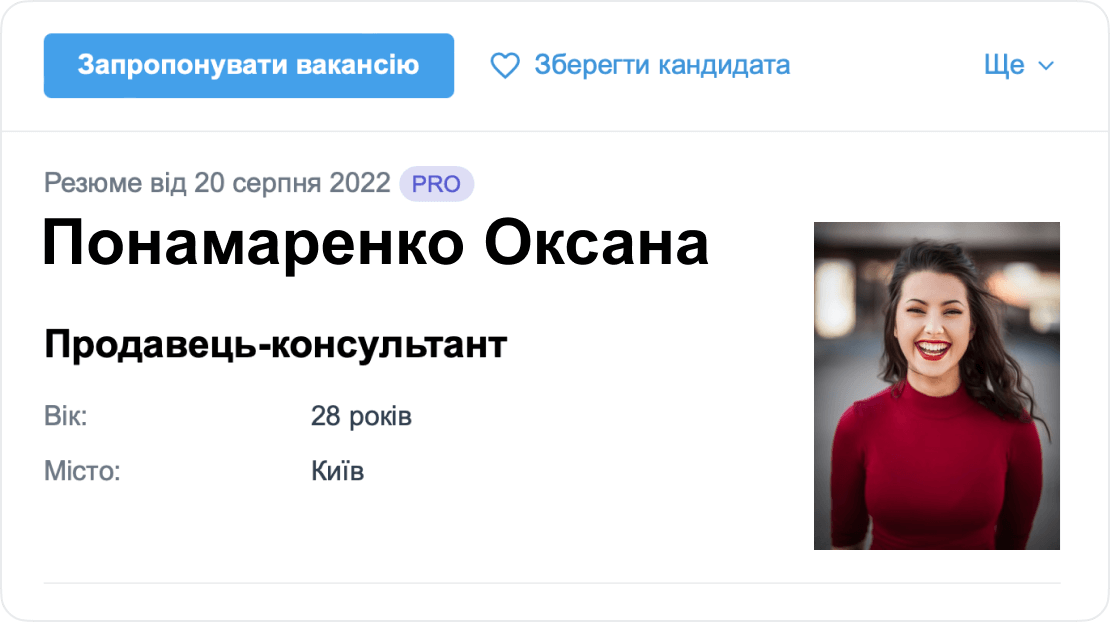 Запропонувати вакансію Зберегти кандидата Ще
Резюме від 20 серпня 2022 PRO
Понамаренко Оксана
Продавець-консультант
Вік: 28 років
Місто: Київ